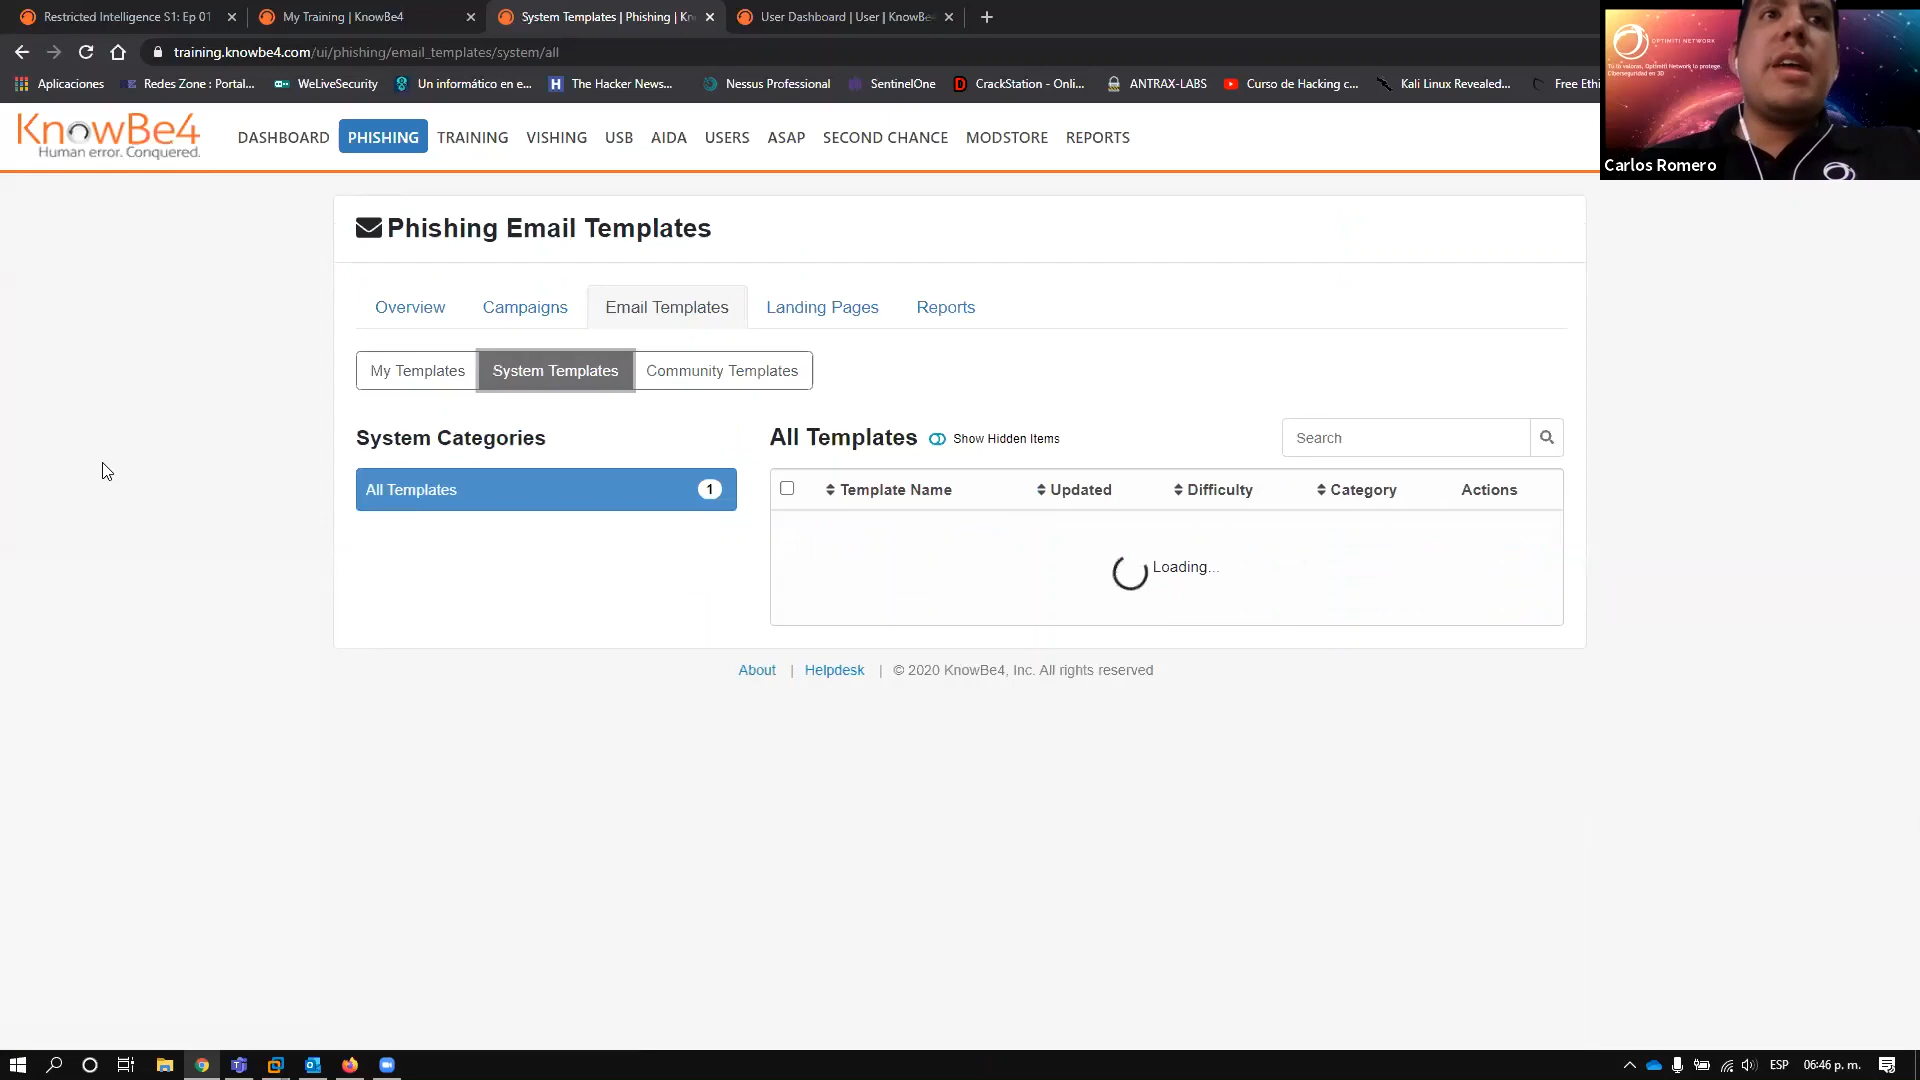 Restricted Intelligence S1: Ep 01
My Training | KnowBe4
System Templates | Phishing | Kn
User Dashboard | User | KnowBe
training.knowbe4.com/ui/phishing/email_templates/system/all
Aplicaciones
Redes Zone : Portal...
WeLiveSecurity
Un informático en e...
The Hacker News...
Nessus Professional
SentinelOne
CrackStation - Onli...
ANTRAX-LABS
Curso de Hacking c...
Kali Linux Revealed...
Free Ethi
OPTIMITI NETWORK
Carlos Romero
KnowBe4
Human error. Conquered.
DASHBOARD
PHISHING
TRAINING
VISHING
USB
AIDA
USERS
ASAP
SECOND CHANCE
MODSTORE
REPORTS
Phishing Email Templates
Overview
Campaigns
Email Templates
Landing Pages
Reports
My Templates
System Templates
Community Templates
System Categories
All Templates
Show Hidden Items
Search
All Templates
1
Template Name
Updated
Difficulty
Category
Actions
Loading...
About | Helpdesk | © 2020 KnowBe4, Inc. All rights reserved
ESP
06:46 p. m.